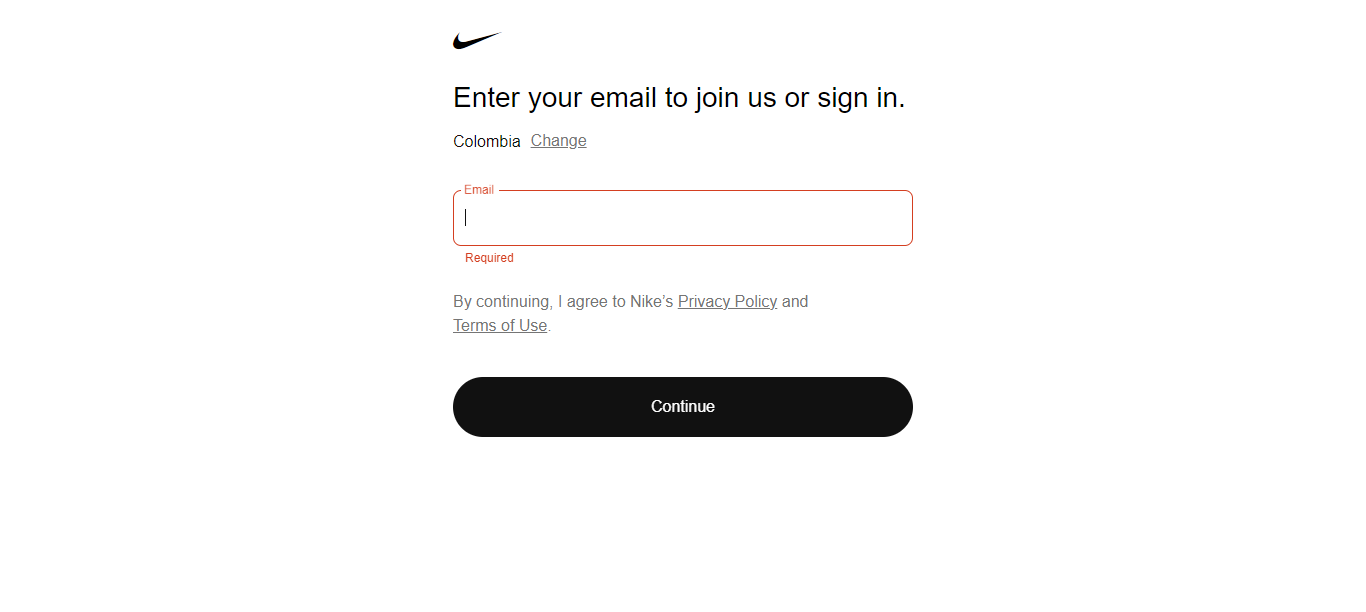 Enter your email to join us or sign in.
Colombia Change
Email
Required
By continuing, I agree to Nike’s Privacy Policy and
Terms of Use.
Continue